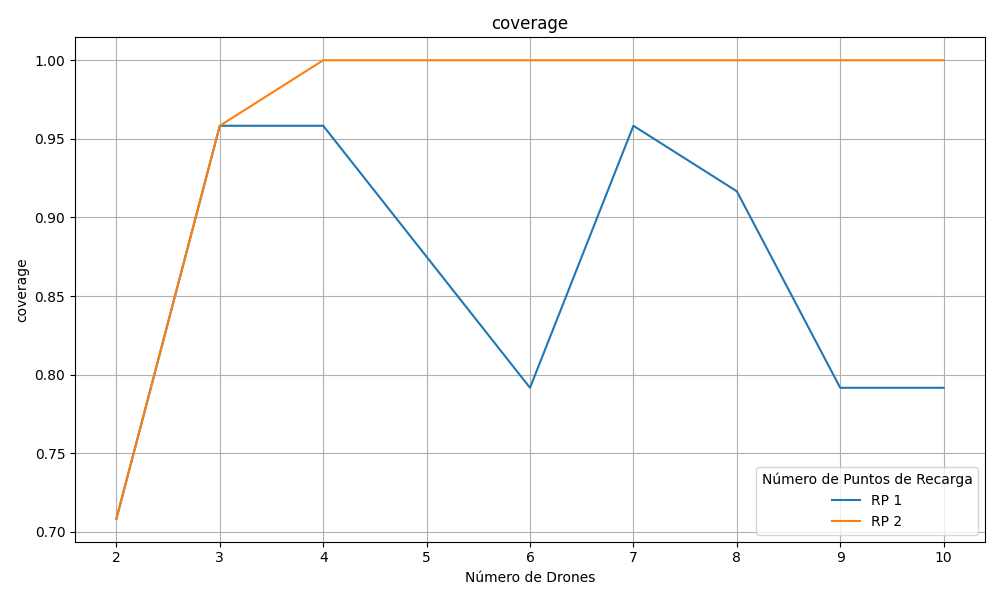 coverage
coverage
1.00
0.95
0.90
0.85
0.80
0.75
0.70
2 3 4 5 6 7 8 9 10
Número de Drones
Número de Puntos de Recarga
RP 1
RP 2